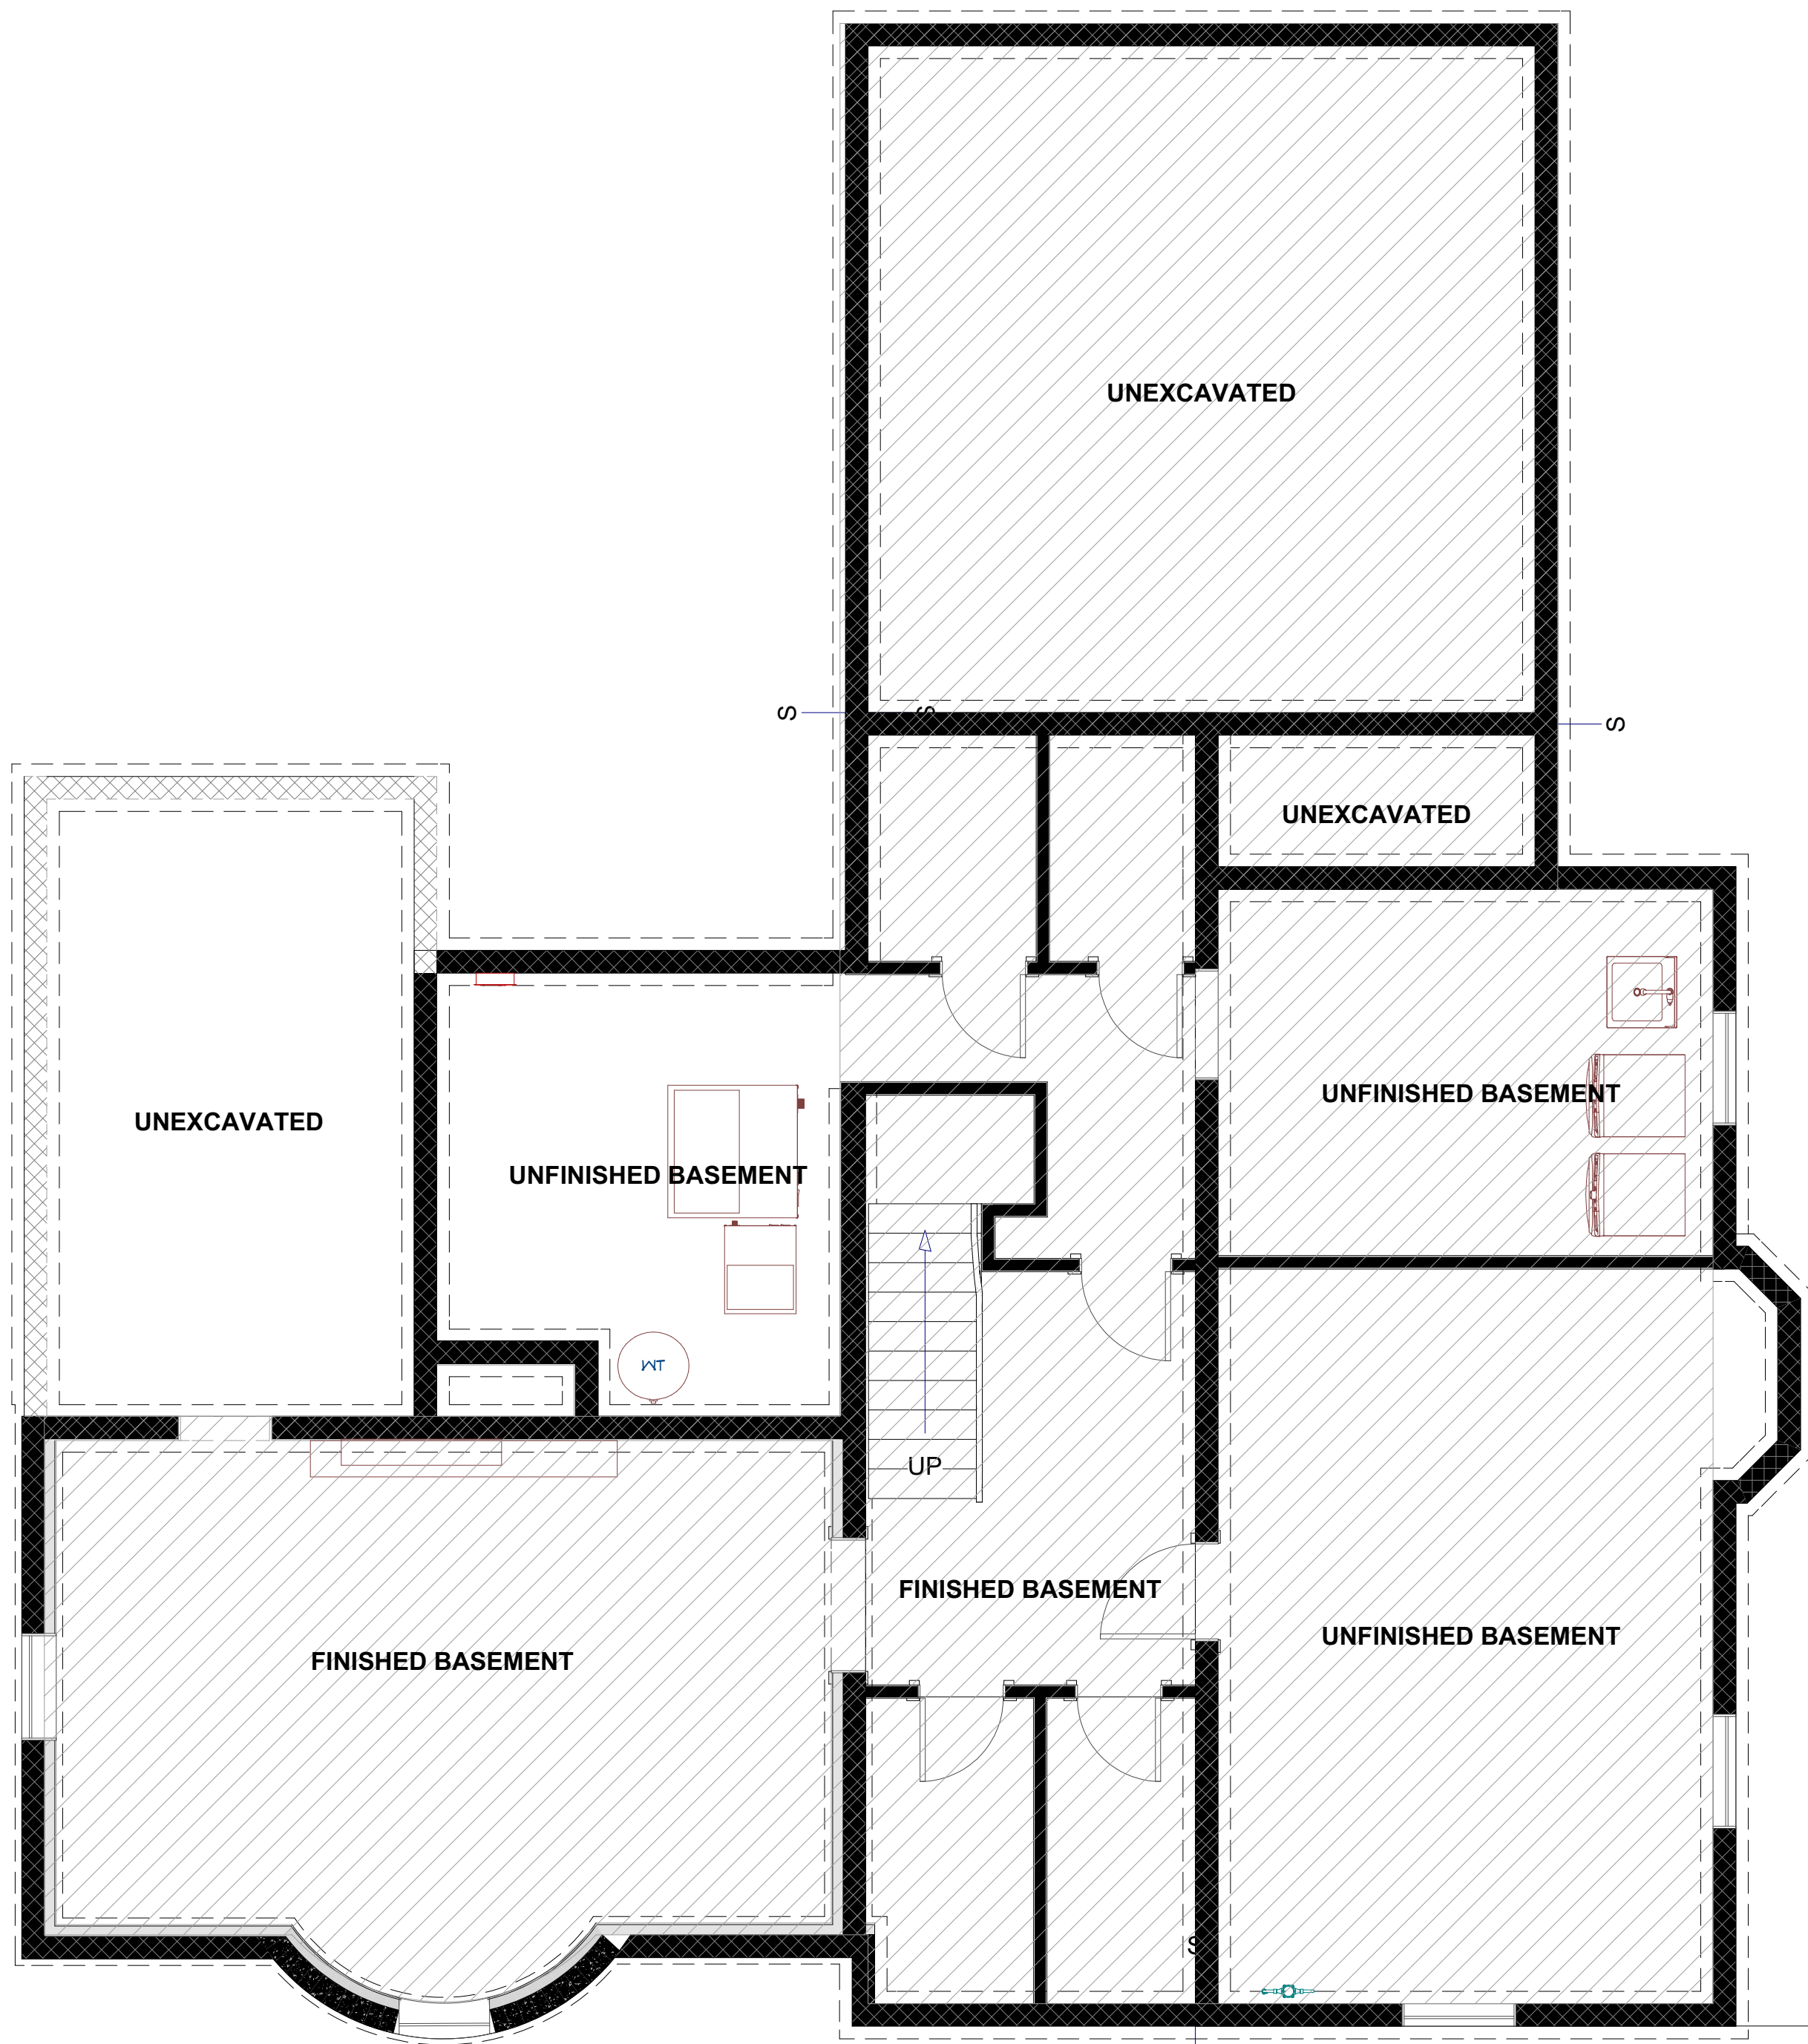 UNEXCAVATED
S
S
S
UNEXCAVATED
UNFINISHED BASEMENT
UNEXCAVATED
UNFINISHED BASEMENT
WT
UP
FINISHED BASEMENT
UNFINISHED BASEMENT
FINISHED BASEMENT
S